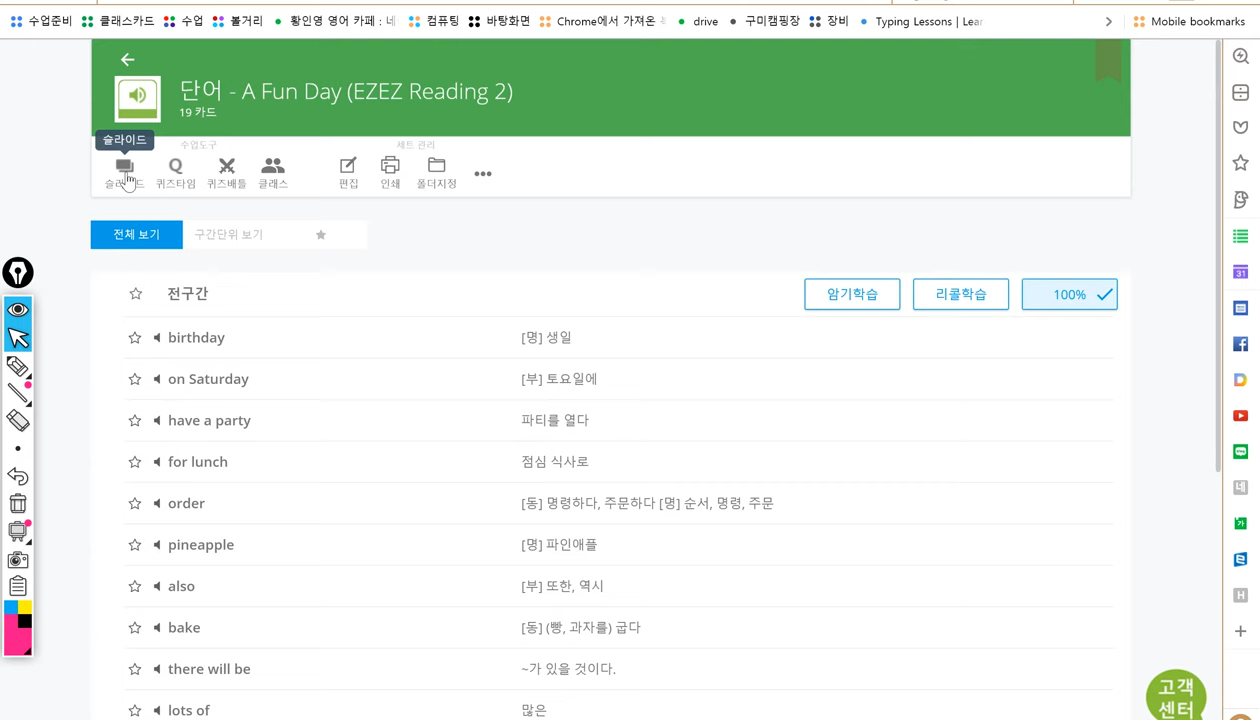 수업준비 클래스카드 수업 볼거리 황인영 영어 카페 : 네 컴퓨팅 바탕화면 Chrome에서 가져온 drive 구미캠핑장 장비 Typing Lessons | Lear Mobile bookmarks
단어 - A Fun Day (EZEZ Reading 2)
19 카드
슬라이드
수업도구 세트 관리
슬라이드 퀴즈타임 퀴즈배틀 클래스 편집 인쇄 폴더지정
전체 보기 구간단위 보기
전구간 암기학습 리콜학습 100%
birthday [명] 생일
on Saturday [부] 토요일에
have a party 파티를 열다
for lunch 점심 식사로
order [동] 명령하다, 주문하다 [명] 순서, 명령, 주문
pineapple [명] 파인애플
also [부] 또한, 역시
bake [동] (빵, 과자를) 굽다
there will be ~가 있을 것이다.
lots of 많은
고객
센터
31